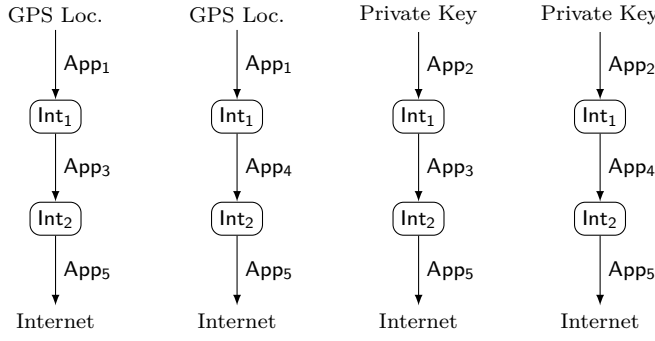 GPS Loc. GPS Loc. Private Key Private Key
App1 App1 App2 App2
Int1 Int1 Int1 Int1
App3 App4 App3 App4
Int2 Int2 Int2 Int2
App5 App5 App5 App5
Internet Internet Internet Internet